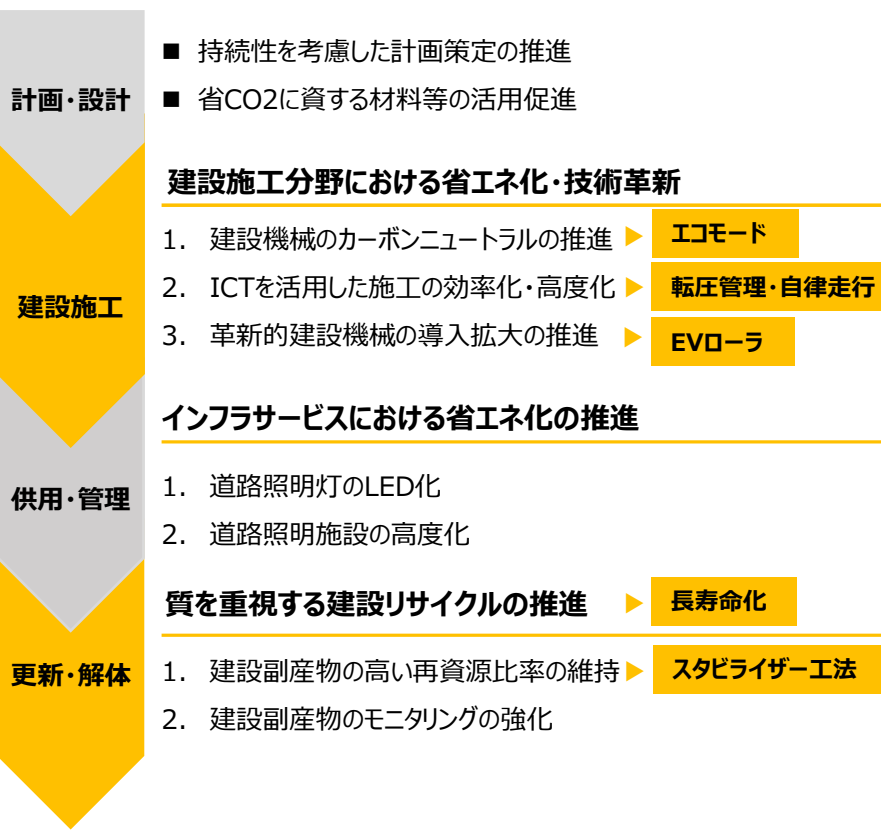 計画・設計
■ 持続性を考慮した計画策定の推進
■ 省CO2に資する材料等の活用促進
建設施工
建設施工分野における省エネ化・技術革新
1. 建設機械のカーボンニュートラルの推進 ▶ エコモード
2. ICTを活用した施工の効率化・高度化 ▶ 転圧管理・自律走行
3. 革新的建設機械の導入拡大の推進 ▶ EVローラ
供用・管理
インフラサービスにおける省エネ化の推進
1. 道路照明灯のLED化
2. 道路照明施設の高度化
更新・解体
質を重視する建設リサイクルの推進 ▶ 長寿命化
1. 建設副産物の高い再資源比率の維持 ▶ スタビライザー工法
2. 建設副産物のモニタリングの強化